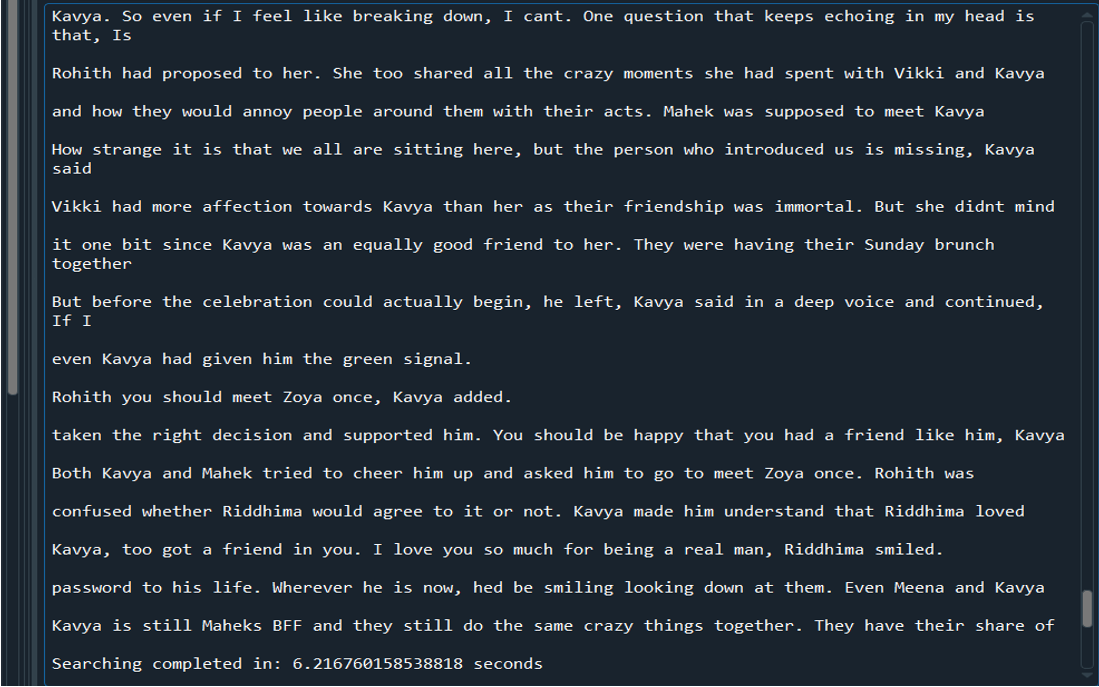 Kavya. So even if I feel like breaking down, I cant. One question that keeps echoing in my head is
that, Is
Rohith had proposed to her. She too shared all the crazy moments she had spent with Vikki and Kavya
and how they would annoy people around them with their acts. Mahek was supposed to meet Kavya
How strange it is that we all are sitting here, but the person who introduced us is missing, Kavya
said
Vikki had more affection towards Kavya than her as their friendship was immortal. But she didnt mind
it one bit since Kavya was an equally good friend to her. They were having their Sunday brunch
together
But before the celebration could actually begin, he left, Kavya said in a deep voice and continued,
If I
even Kavya had given him the green signal.
Rohith you should meet Zoya once, Kavya added.
taken the right decision and supported him. You should be happy that you had a friend like him, Kavya
Both Kavya and Mahek tried to cheer him up and asked him to go to meet Zoya once. Rohith was
confused whether Riddhima would agree to it or not. Kavya made him understand that Riddhima loved
Kavya, too got a friend in you. I love you so much for being a real man, Riddhima smiled.
password to his life. Wherever he is now, hed be smiling looking down at them. Even Meena and Kavya
Kavya is still Maheks BFF and they still do the same crazy things together. They have their share of
Searching completed in: 6.216760158538818 seconds